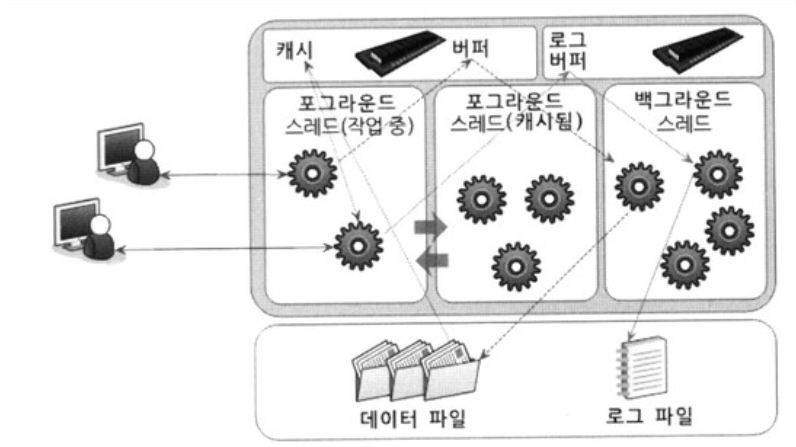 캐시
버퍼
로그
버퍼
포그라운드
스레드(작업 중)
포그라운드
스레드(캐시됨)
백그라운드
스레드
데이터 파일
로그 파일